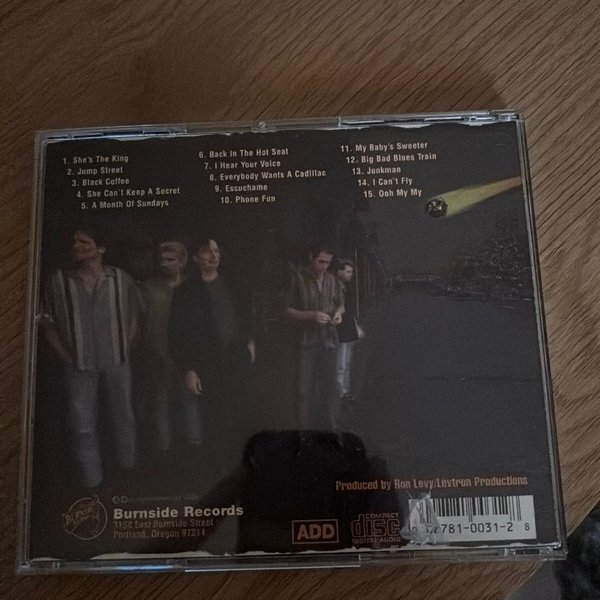 1. She's The King
2. Jump Street
3. Black Coffee
4. She Can't Keep A Secret
5. A Month Of Sundays
6. Back In The Hot Seat
7. I Hear Your Voice
8. Everybody Wants A Cadillac
9. Escuchame
10. Phone Fun
11. My Baby's Sweeter
12. Big Bad Blues Train
13. Junkman
14. I Can't Fly
15. Ooh My My
Produced by Ron Levy/Levtron Productions
Burnside Records
3158 East Burnside Street
Portland, Oregon 97214
ADD
COMPACT
disc
DIGITAL AUDIO
781-0031-2 8